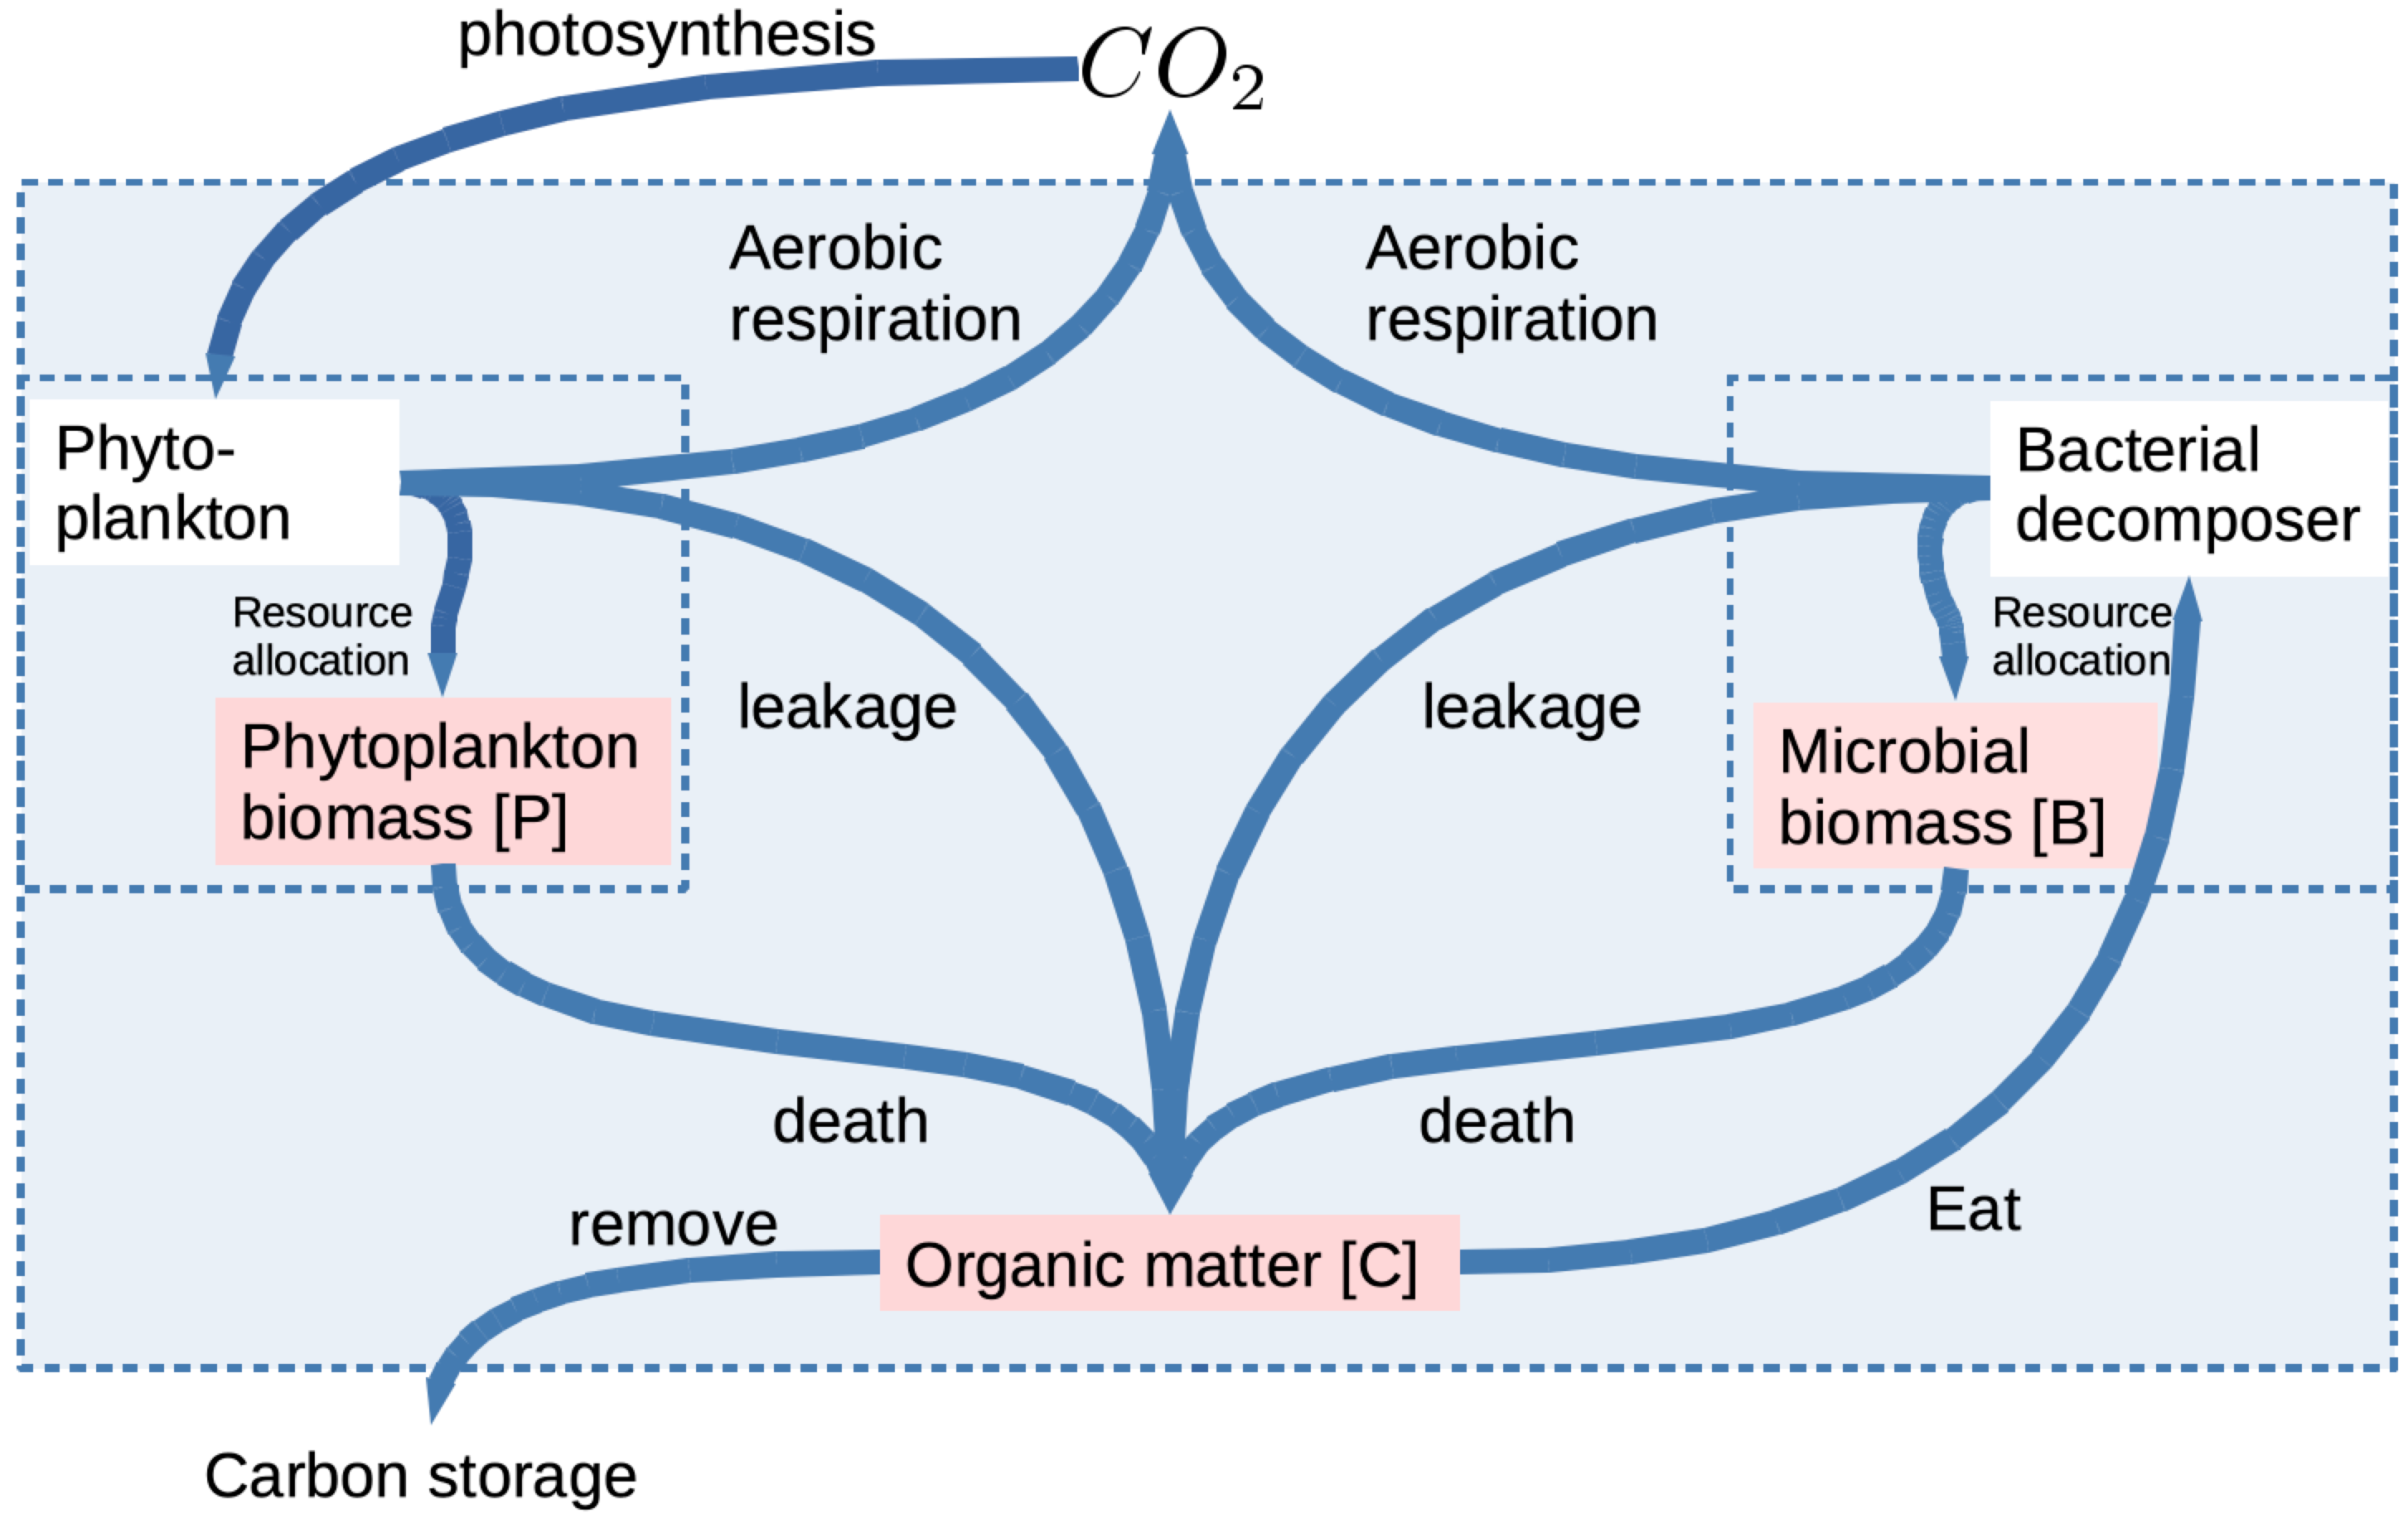 photosynthesis
CO₂
Aerobic
respiration
Aerobic
respiration
Phyto-
plankton
Bacterial
decomposer
Resource
allocation
Resource
allocation
leakage
leakage
Phytoplankton
biomass [P]
Microbial
biomass [B]
death
death
remove
Eat
Organic matter [C]
Carbon storage